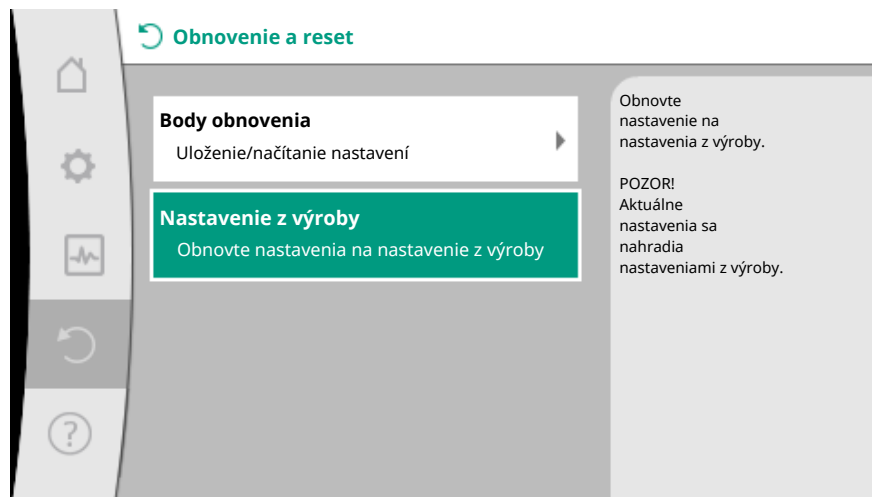 Obnovenie a reset
Body obnovenia
Uloženie/načítanie nastavení
Nastavenie z výroby
Obnovte nastavenia na nastavenie z výroby
Obnovte
nastavenie na
nastavenia z výroby.
POZOR!
Aktuálne
nastavenia sa
nahradia
nastaveniami z výroby.
?